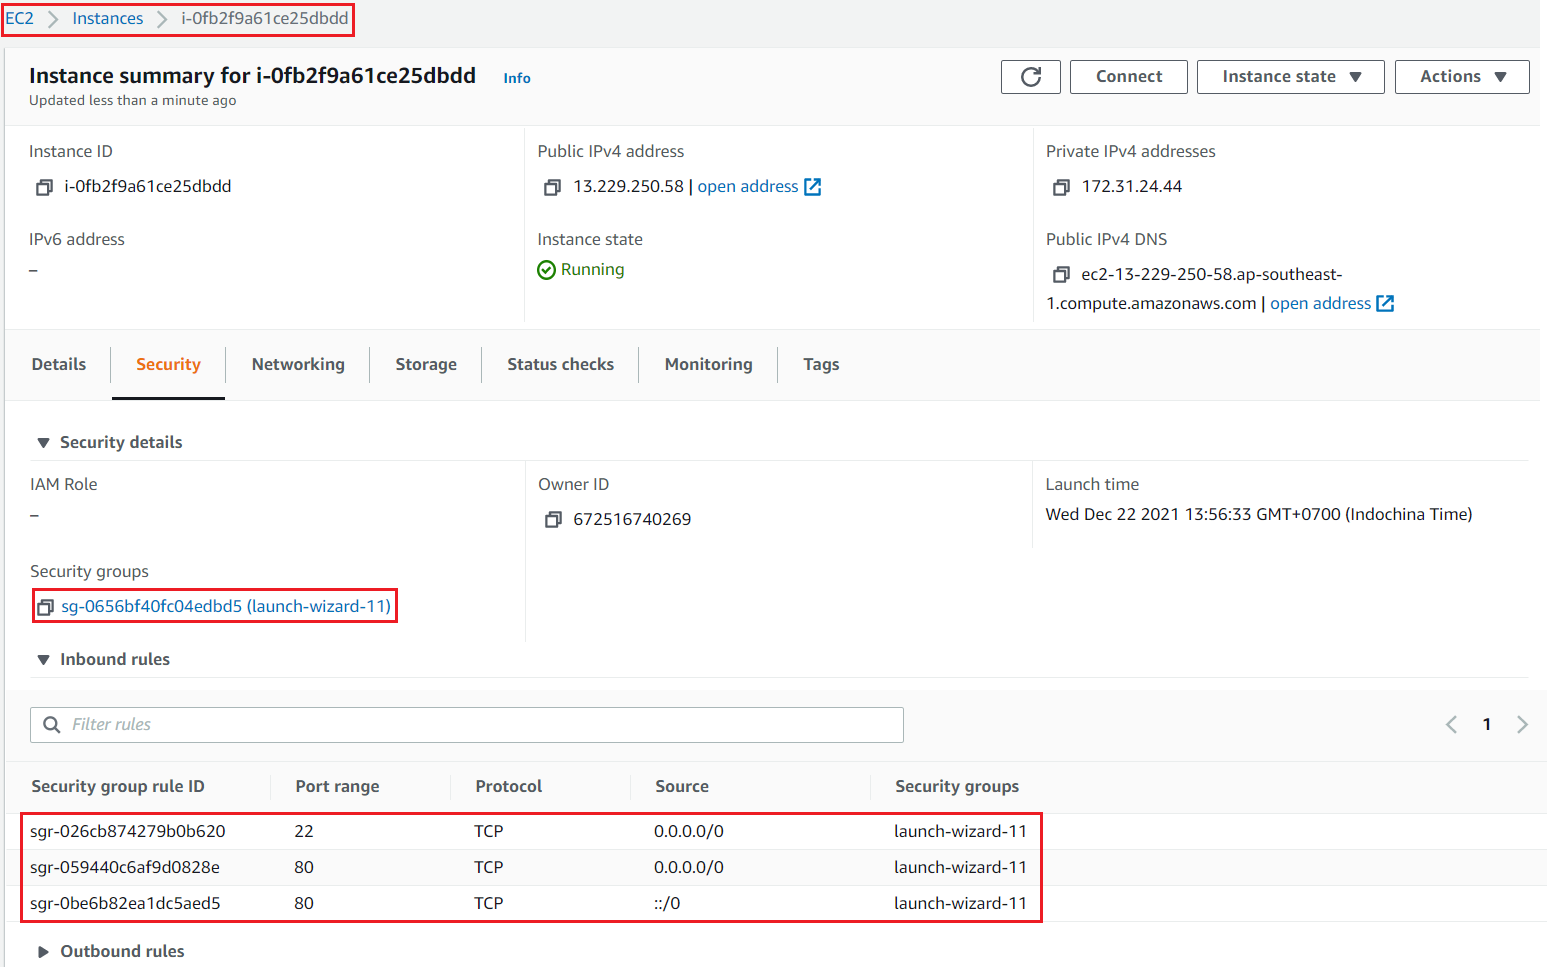 EC2 > Instances > i-0fb2f9a61ce25dbdd
Instance summary for i-0fb2f9a61ce25dbdd Info
Updated less than a minute ago
Connect Instance state Actions
Instance ID
i-0fb2f9a61ce25dbdd
Public IPv4 address
13.229.250.58 | open address
Private IPv4 addresses
172.31.24.44
IPv6 address
–
Instance state
Running
Public IPv4 DNS
ec2-13-229-250-58.ap-southeast-
1.compute.amazonaws.com | open address
Details Security Networking Storage Status checks Monitoring Tags
Security details
IAM Role
–
Owner ID
672516740269
Launch time
Wed Dec 22 2021 13:56:33 GMT+0700 (Indochina Time)
Security groups
sg-0656bf40fc04edbd5 (launch-wizard-11)
Inbound rules
Filter rules
1
Security group rule ID Port range Protocol Source Security groups
sgr-026cb874279b0b620 22 TCP 0.0.0.0/0 launch-wizard-11
sgr-059440c6af9d0828e 80 TCP 0.0.0.0/0 launch-wizard-11
sgr-0be6b82ea1dc5aed5 80 TCP ::/0 launch-wizard-11
Outbound rules